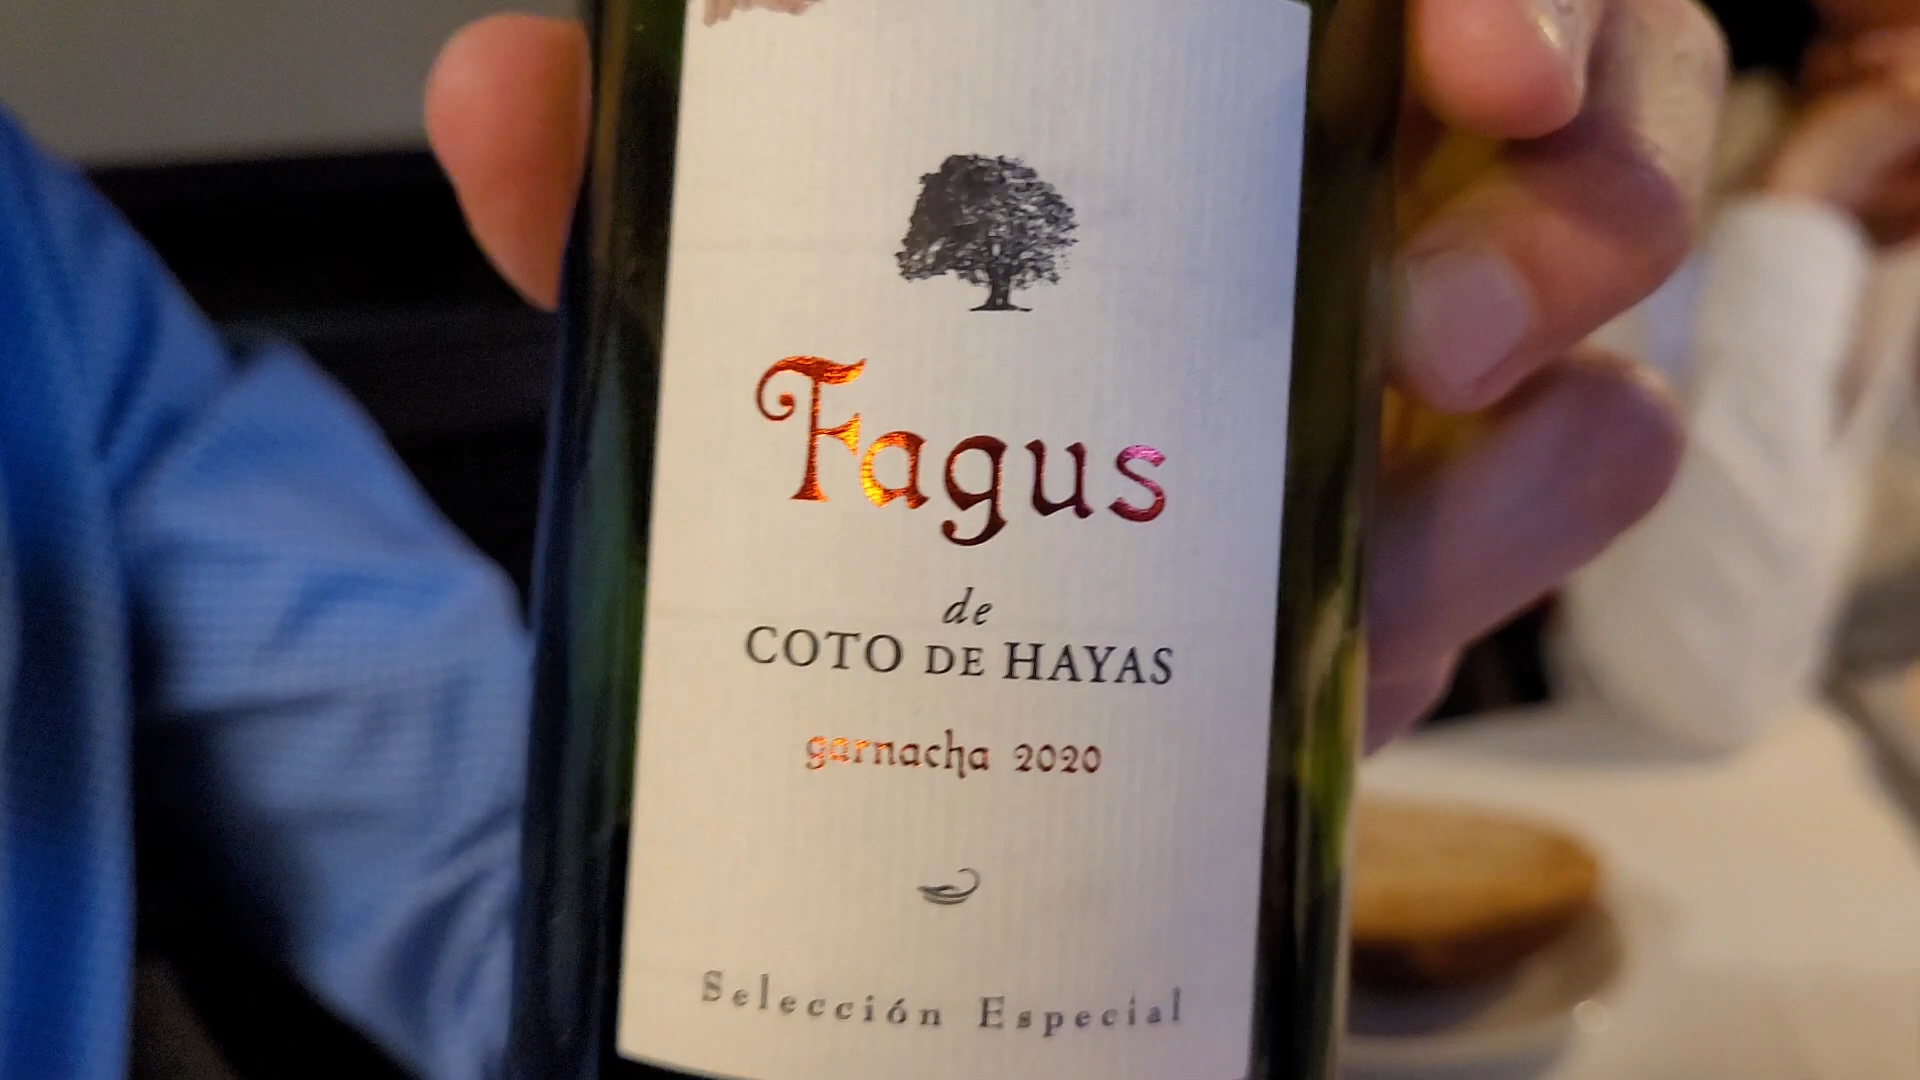 Fagus
de
COTO DE HAYAS
garnacha 2020
Selección Especial